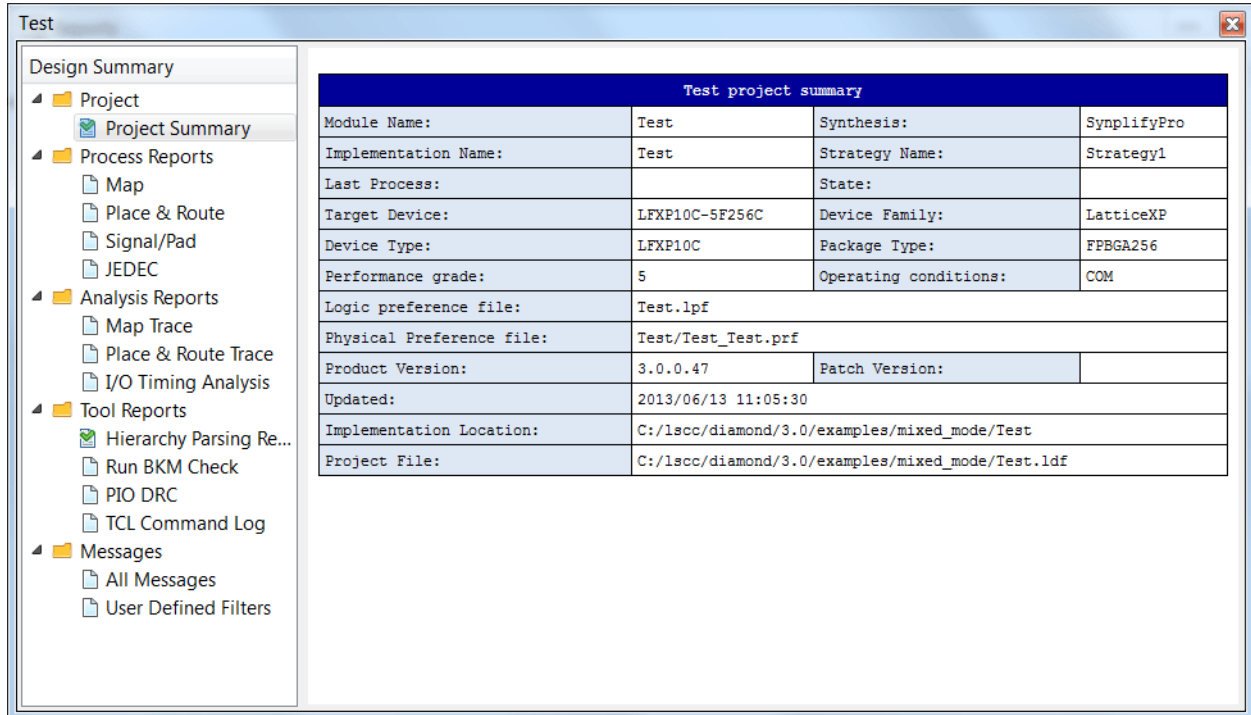 Test
Design Summary
Project
Project Summary
Process Reports
Map
Place & Route
Signal/Pad
JEDEC
Analysis Reports
Map Trace
Place & Route Trace
I/O Timing Analysis
Tool Reports
Hierarchy Parsing Re...
Run BKM Check
PIO DRC
TCL Command Log
Messages
All Messages
User Defined Filters
Test project summary
Module Name: Test Synthesis: SynplifyPro
Implementation Name: Test Strategy Name: Strategy1
Last Process: State:
Target Device: LFXP10C-5F256C Device Family: LatticeXP
Device Type: LFXP10C Package Type: FPBGA256
Performance grade: 5 Operating conditions: COM
Logic preference file: Test.lpf
Physical Preference file: Test/Test_Test.prf
Product Version: 3.0.0.47 Patch Version:
Updated: 2013/06/13 11:05:30
Implementation Location: C:/lscc/diamond/3.0/examples/mixed_mode/Test
Project File: C:/lscc/diamond/3.0/examples/mixed_mode/Test.ldf